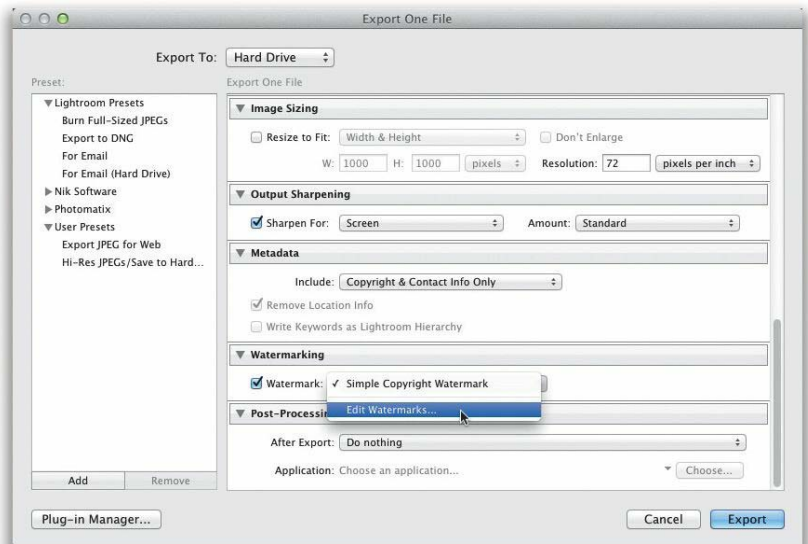 Export One File
Export To: Hard Drive
Preset:
Lightroom Presets
Burn Full-Sized JPEGs
Export to DNG
For Email
For Email (Hard Drive)
Nik Software
Photomatix
User Presets
Export JPEG for Web
Hi-Res JPEGs/Save to Hard...
Add Remove
Export One File
Image Sizing
Resize to Fit: Width & Height Don't Enlarge
W: 1000 H: 1000 pixels Resolution: 72 pixels per inch
Output Sharpening
Sharpen For: Screen Amount: Standard
Metadata
Include: Copyright & Contact Info Only
Remove Location Info
Write Keywords as Lightroom Hierarchy
Watermarking
Watermark: ✓ Simple Copyright Watermark
Edit Watermarks...
Post-Processin
After Export: Do nothing
Application: Choose an application... Choose...
Plug-in Manager... Cancel Export